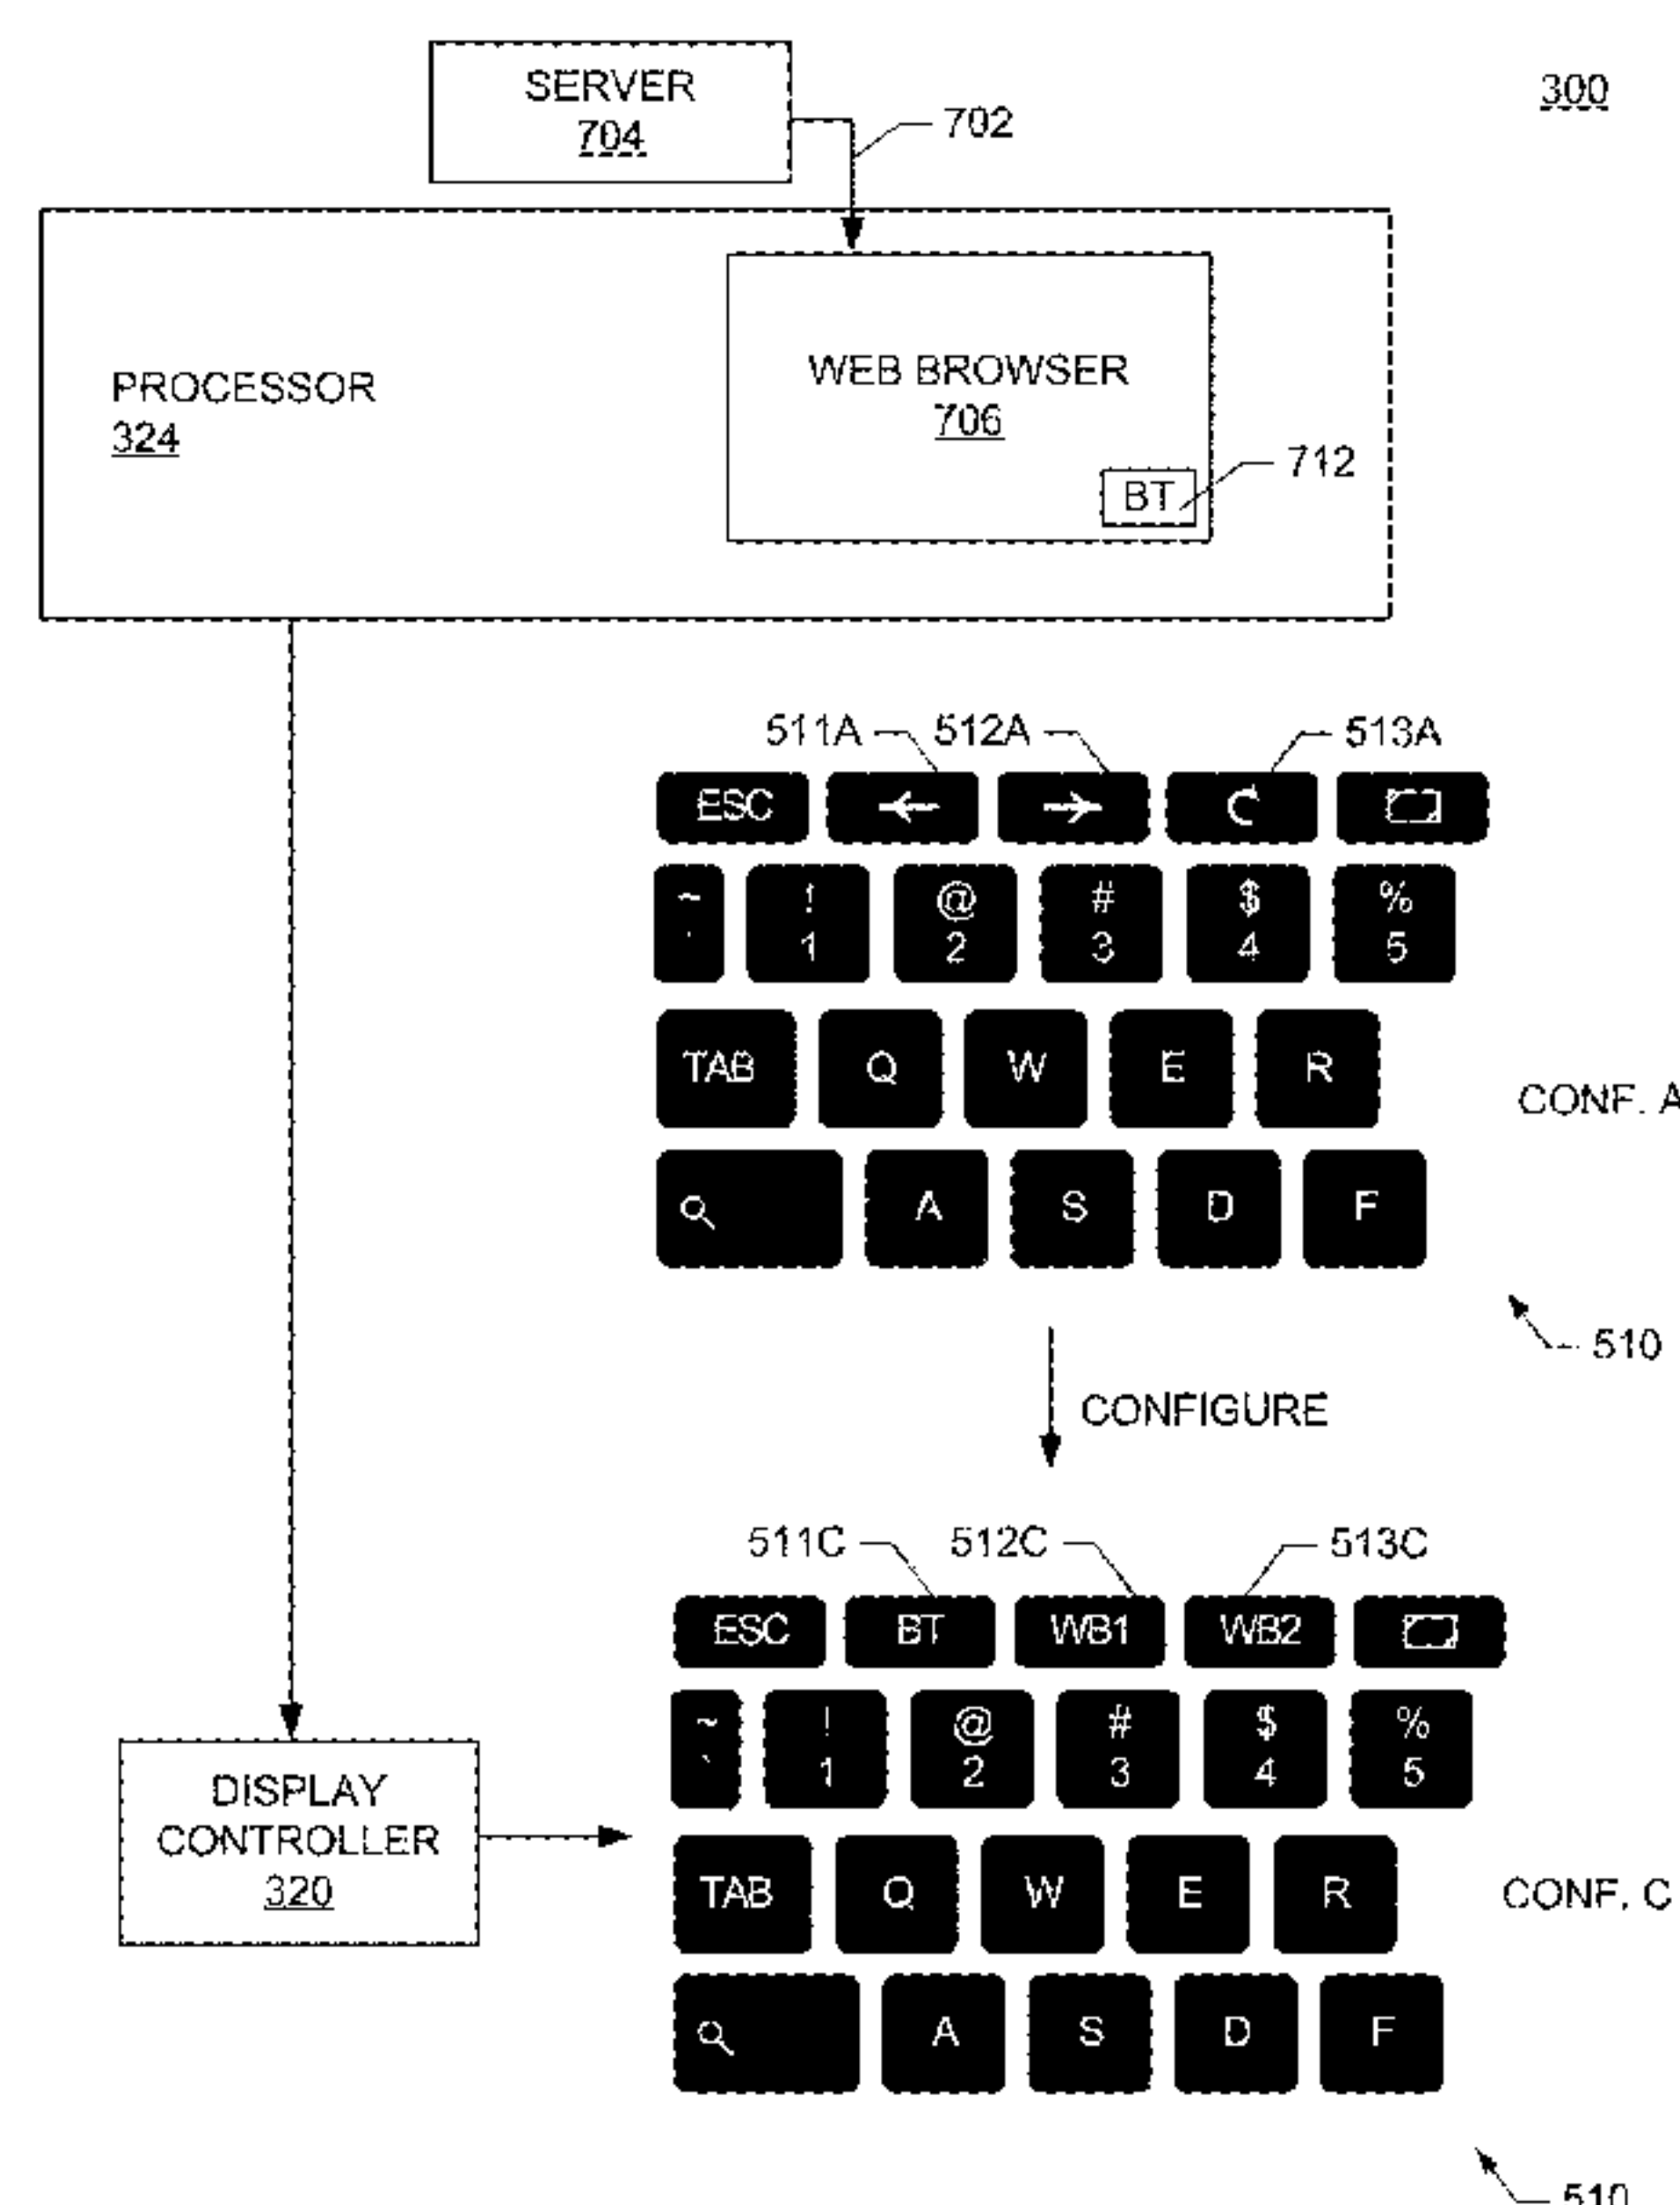 SERVER
704
702
300
PROCESSOR
324
WEB BROWSER
706
BT
712
511A
512A
513A
ESC
~ ! @ # $ %
` 1 2 3 4 5
TAB Q W E R
CONF. A
A S D F
510
CONFIGURE
511C
512C
513C
ESC BT WB1 WB2
~ ! @ # $ %
` 1 2 3 4 5
DISPLAY
CONTROLLER
320
TAB Q W E R
CONF. C
A S D F
510